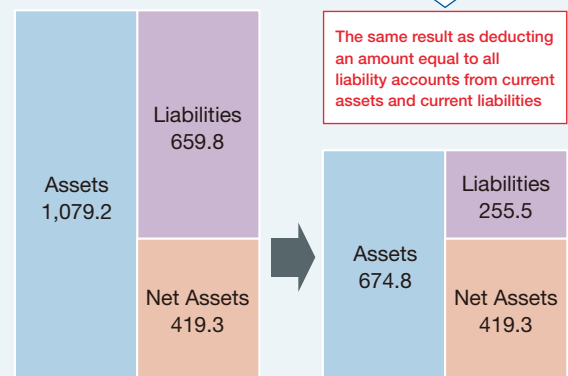 The same result as deducting
an amount equal to all
liability accounts from current
assets and current liabilities
Assets
1,079.2
Liabilities
659.8
Net Assets
419.3
Assets
674.8
Liabilities
255.5
Net Assets
419.3